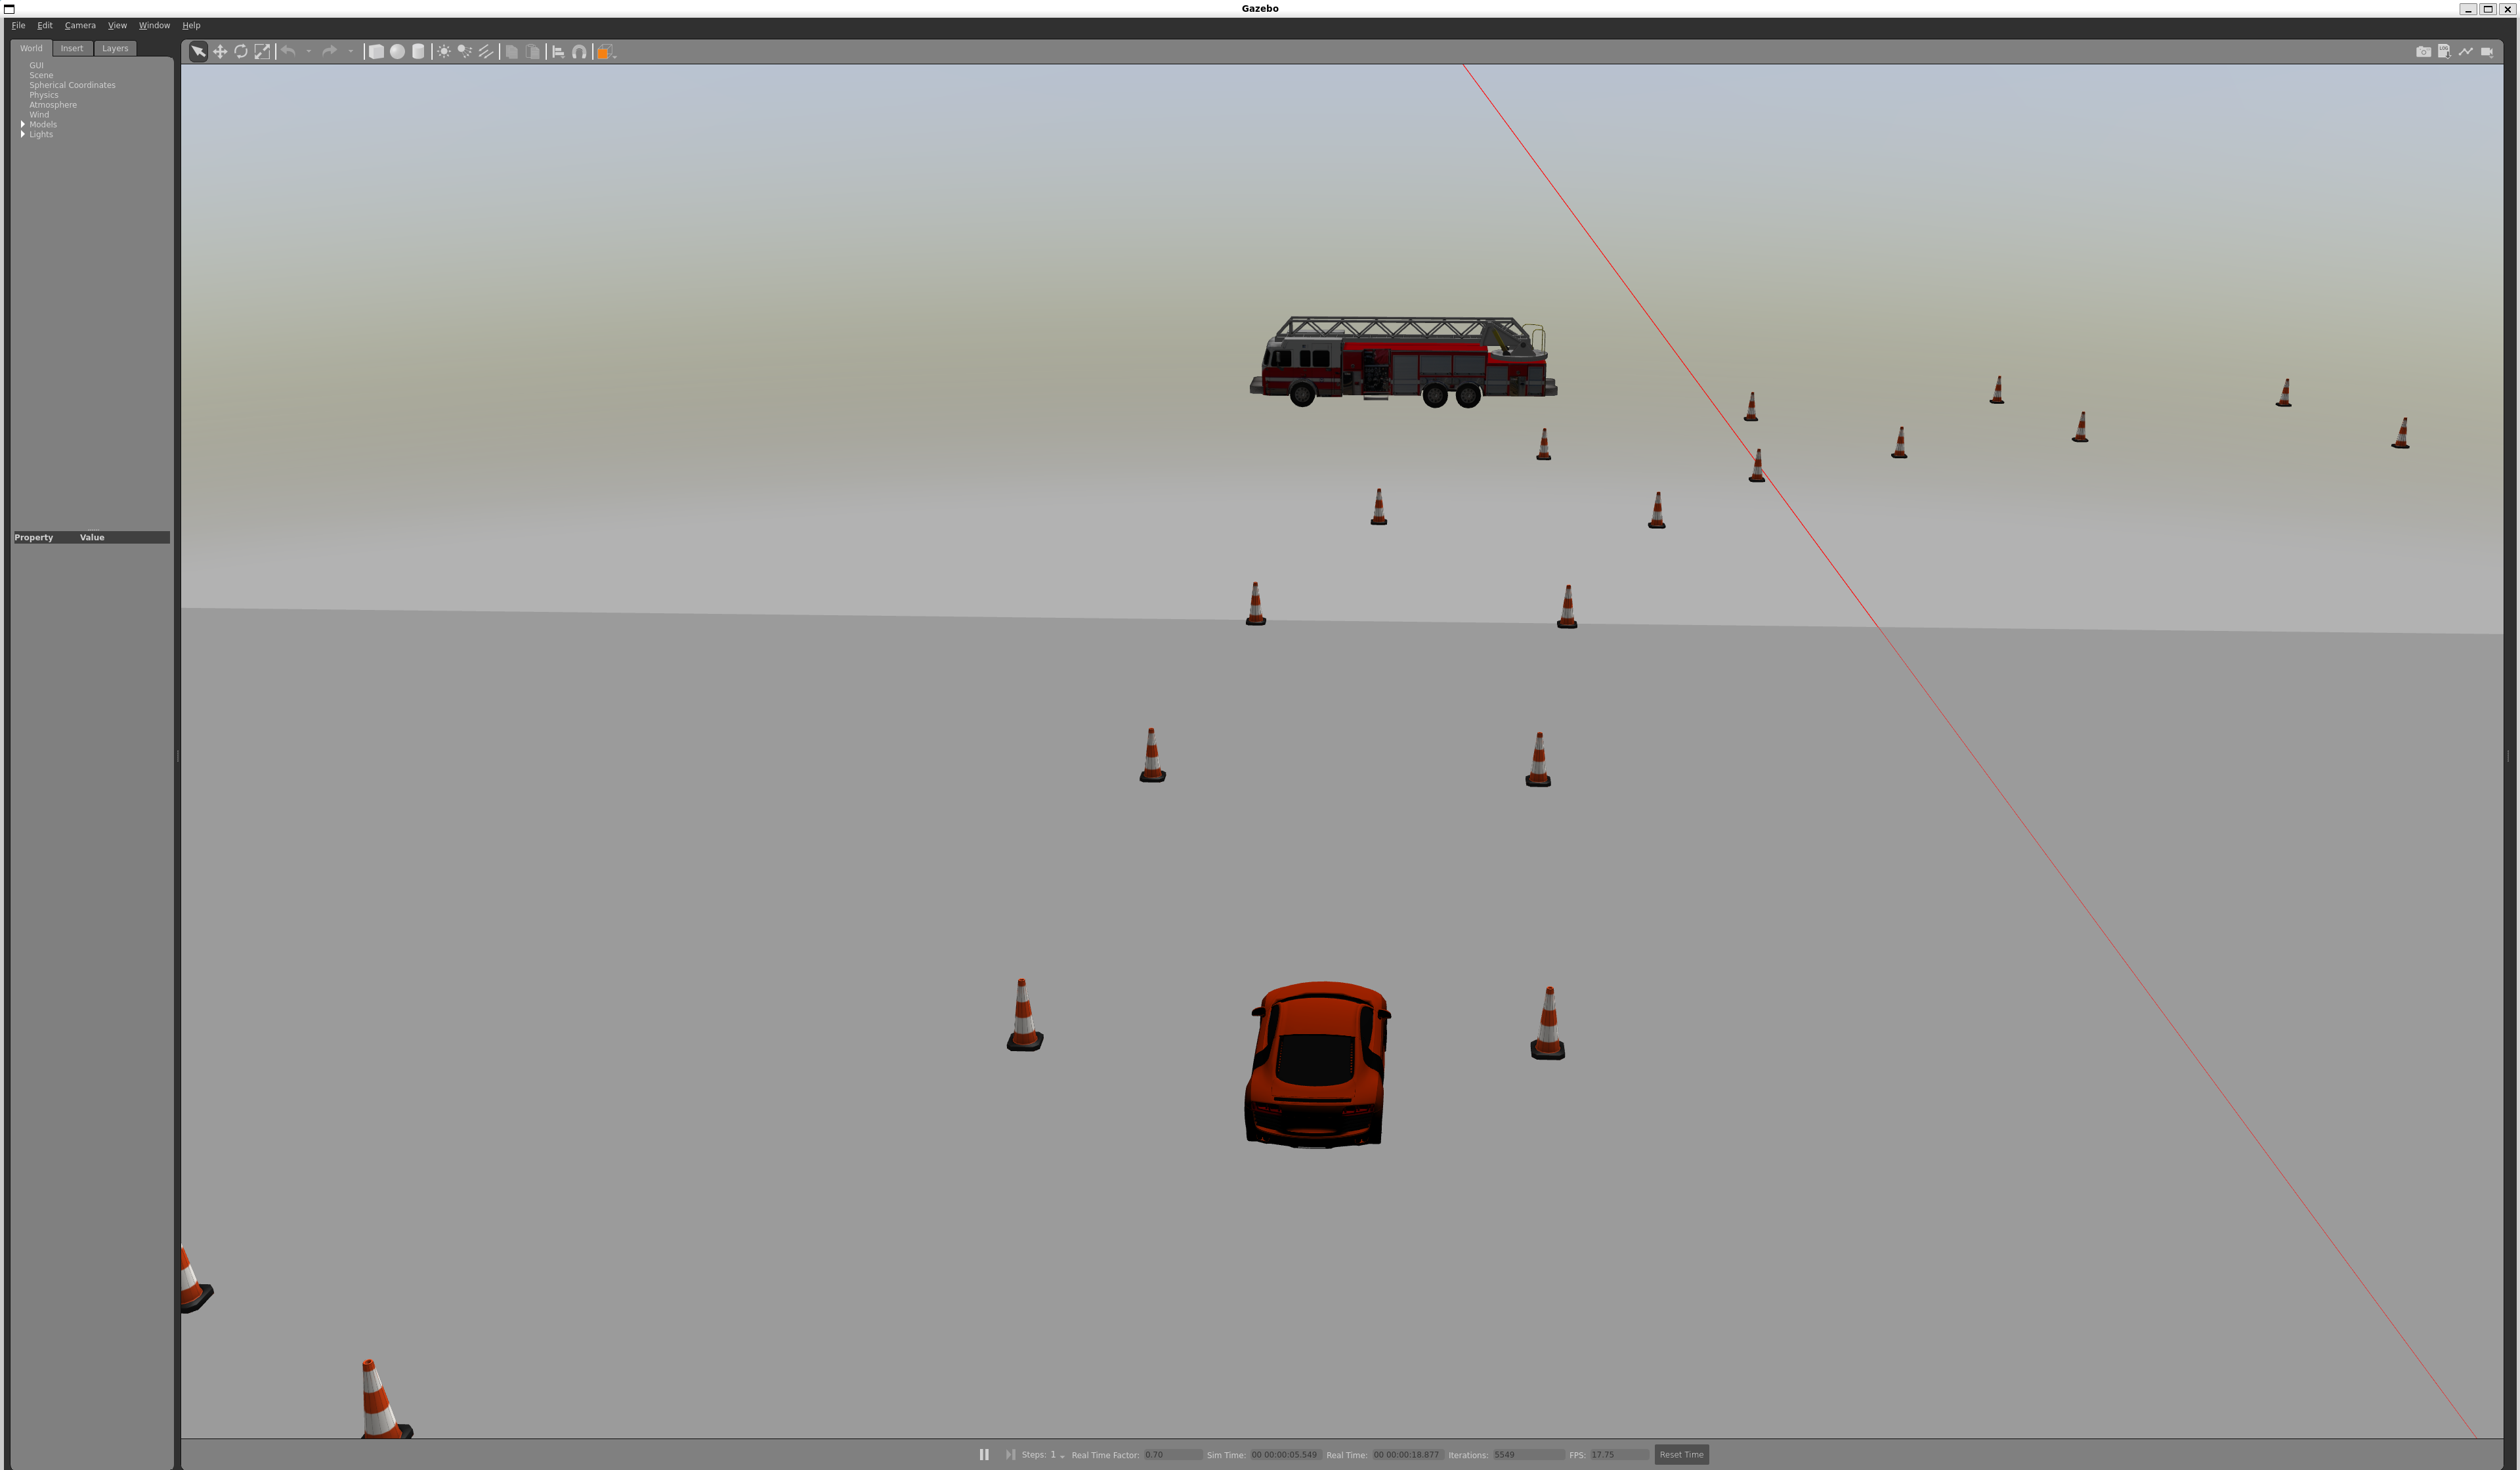 Gazebo
File Edit Camera View Window Help
World Insert Layers
GUI
Scene
Spherical Coordinates
Physics
Atmosphere
Wind
Models
Lights
Property Value
Steps: 1 Real Time Factor: 0.70 Sim Time: 00 00:00:05.549 Real Time: 00 00:00:18.877 Iterations: 5549 FPS: 17.75 Reset Time